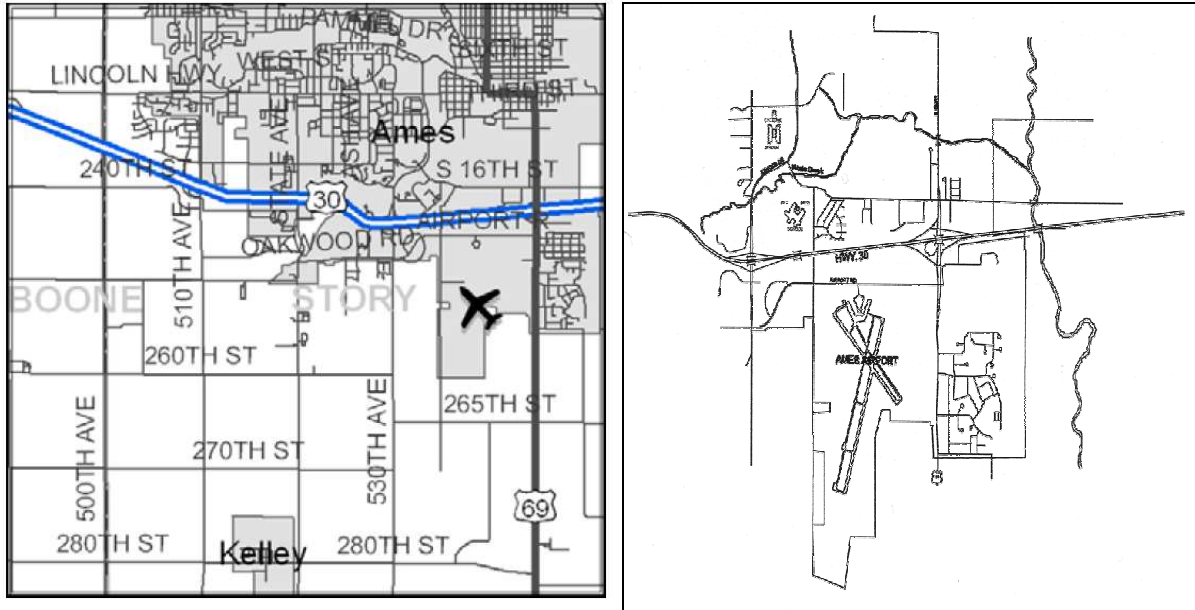 PAMMEL DR
WEST ST
LINCOLN HWY
STATE AVE
Ames
240TH ST
S 16TH ST
30
AIRPORT R
OAKWOOD RD
510TH AVE
BOONE
STORY
260TH ST
265TH ST
500TH AVE
530TH AVE
270TH ST
69
280TH ST
Kelley
280TH ST
HWY. 30
AMES AIRPORT